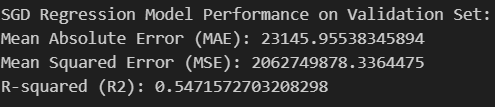 SGD Regression Model Performance on Validation Set:
Mean Absolute Error (MAE): 23145.95538345894
Mean Squared Error (MSE): 2062749878.3364475
R-squared (R2): 0.5471572703208298